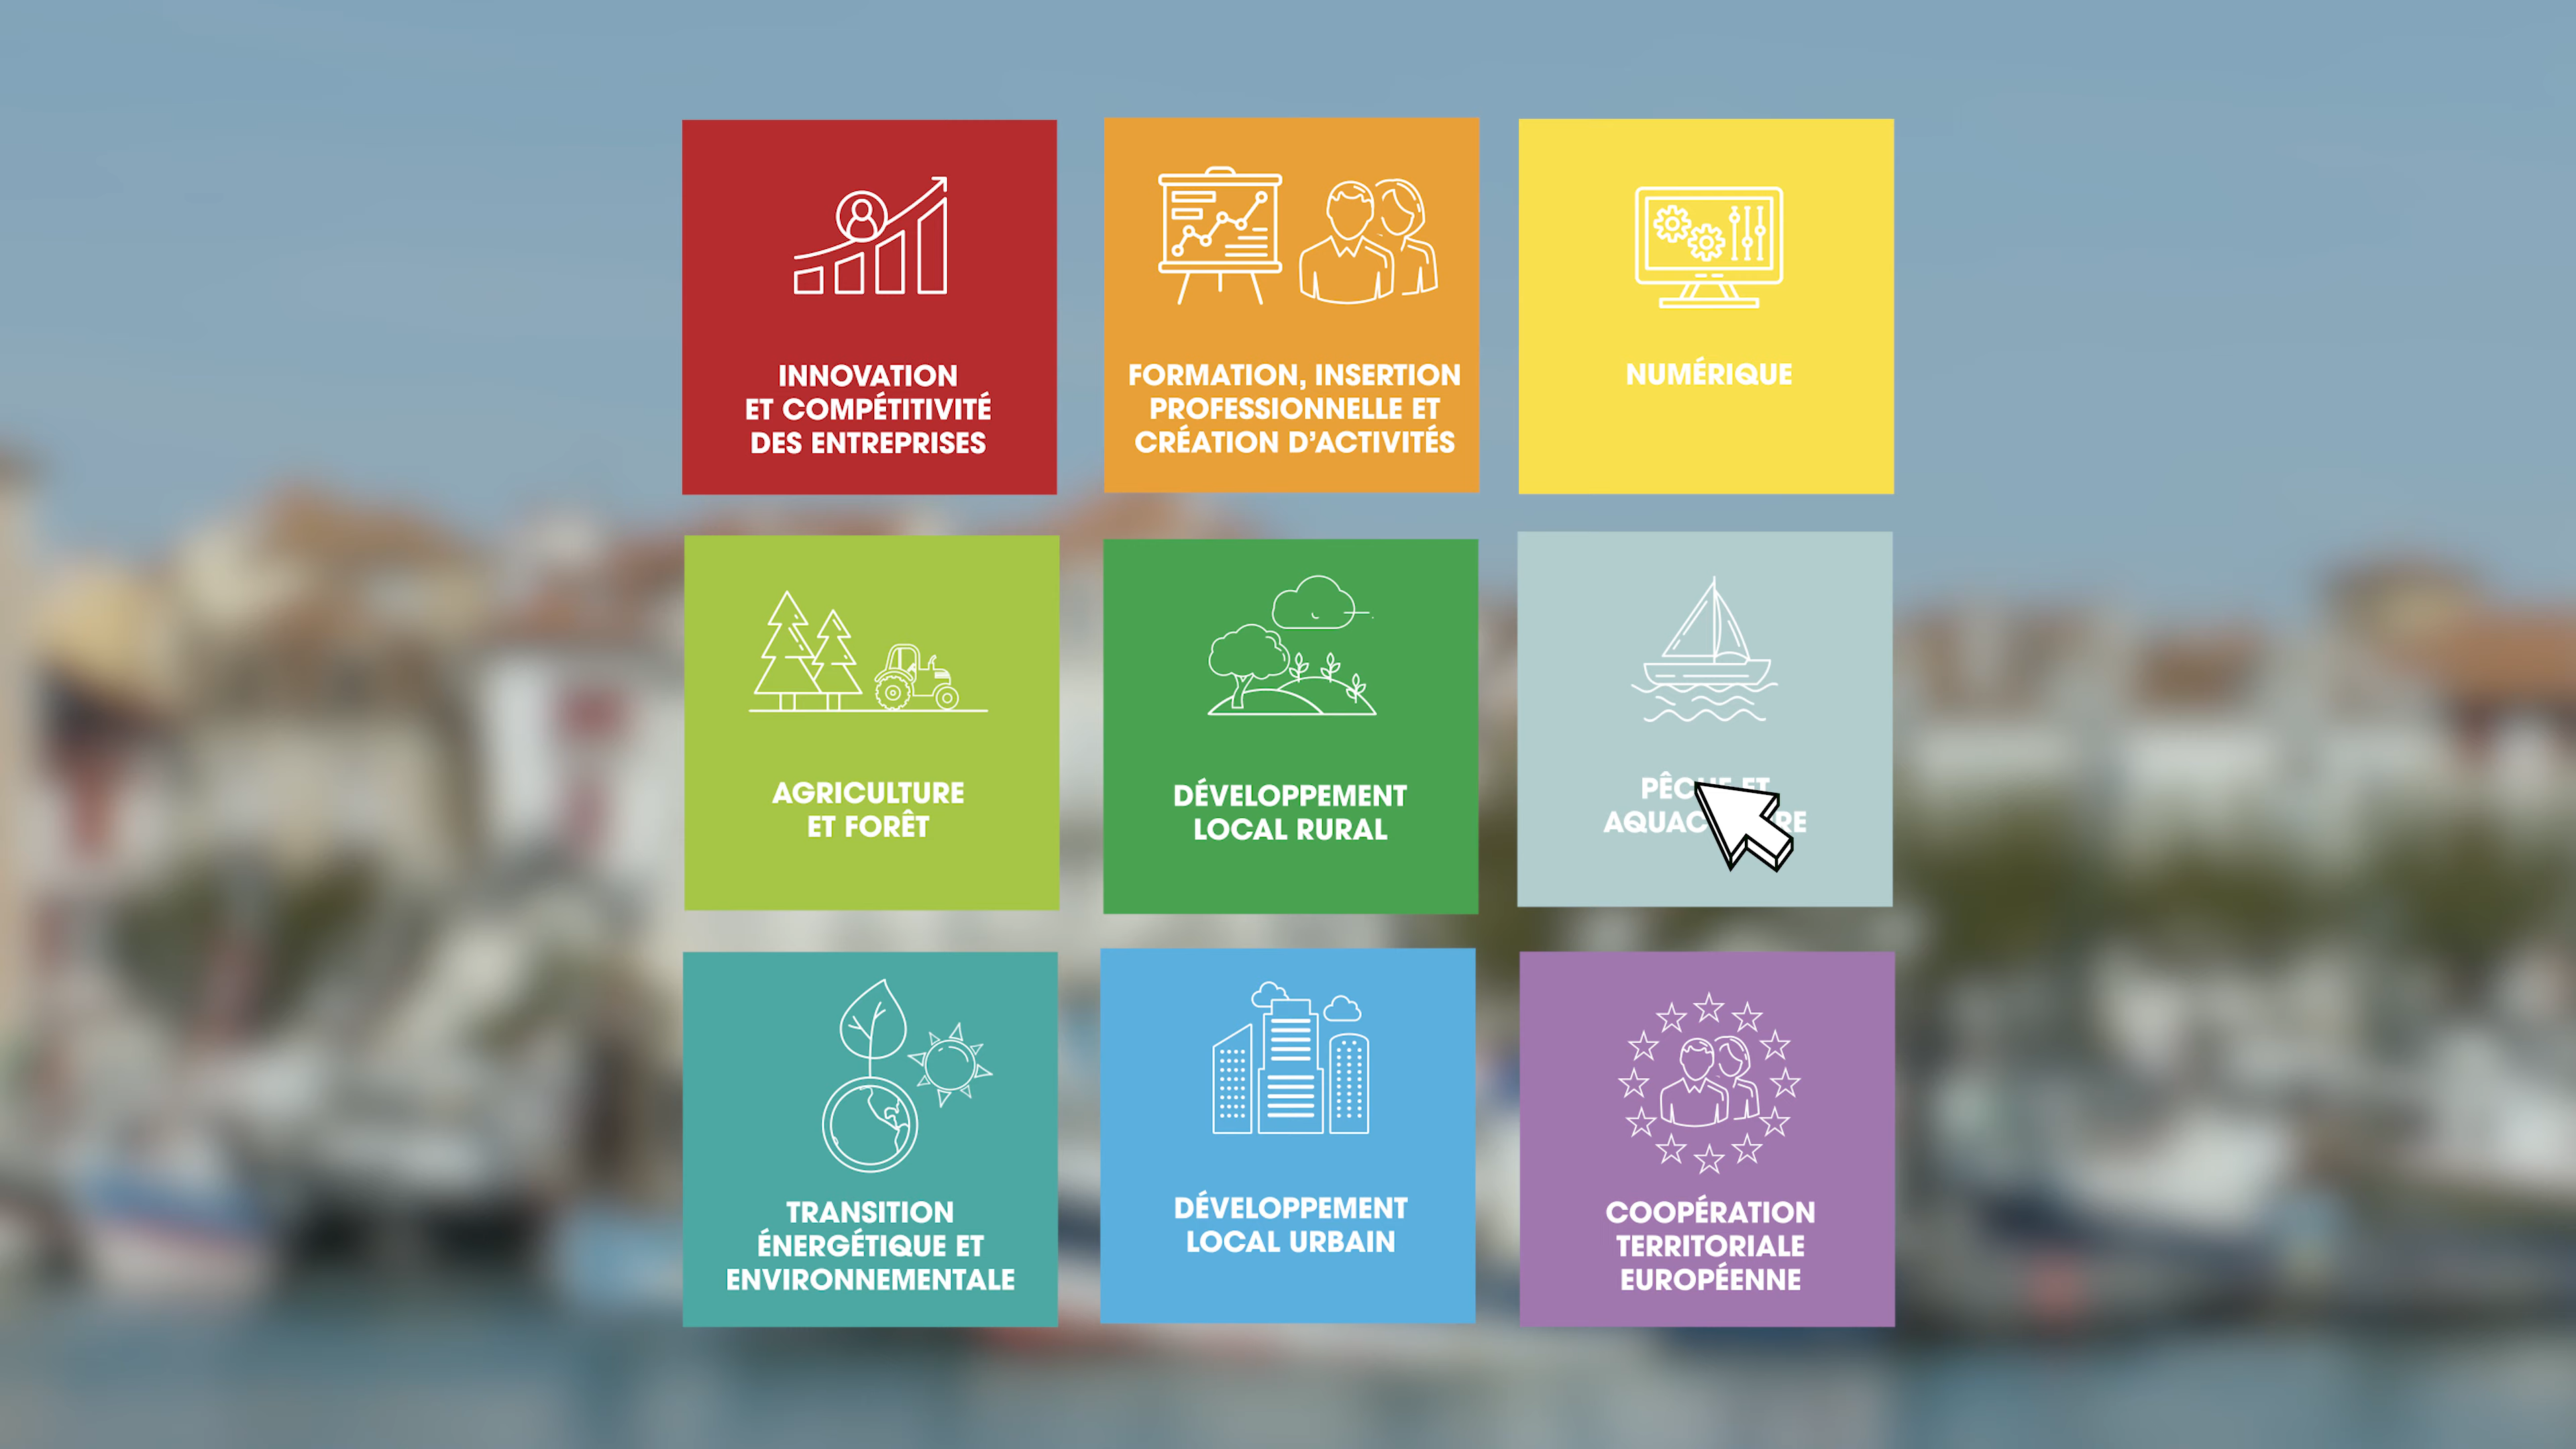 INNOVATION
ET COMPÉTITIVITÉ
DES ENTREPRISES
FORMATION, INSERTION
PROFESSIONNELLE ET
CRÉATION D'ACTIVITÉS
NUMÉRIQUE
AGRICULTURE
ET FORÊT
DÉVELOPPEMENT
LOCAL RURAL
ET
TRANSITION
ÉNERGÉTIQUE ET
ENVIRONNEMENTALE
DÉVELOPPEMENT
LOCAL URBAIN
COOPÉRATION
TERRITORIALE
EUROPÉENNE